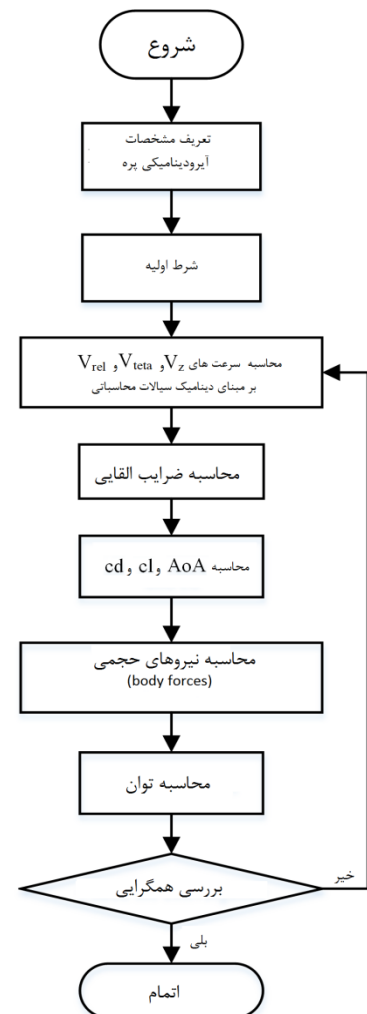 شروع
تعریف مشخصات
آیرودینامیکی پره
شرط اولیه
محاسبه سرعت های Vz و Vteta و Vrel
بر مبنای دینامیک سیالات محاسباتی
محاسبه ضرایب القایی
محاسبه AoA و cl و cd
محاسبه نیروهای حجمی
(body forces)
محاسبه توان
بررسی همگرایی
خیر
بلی
اتمام